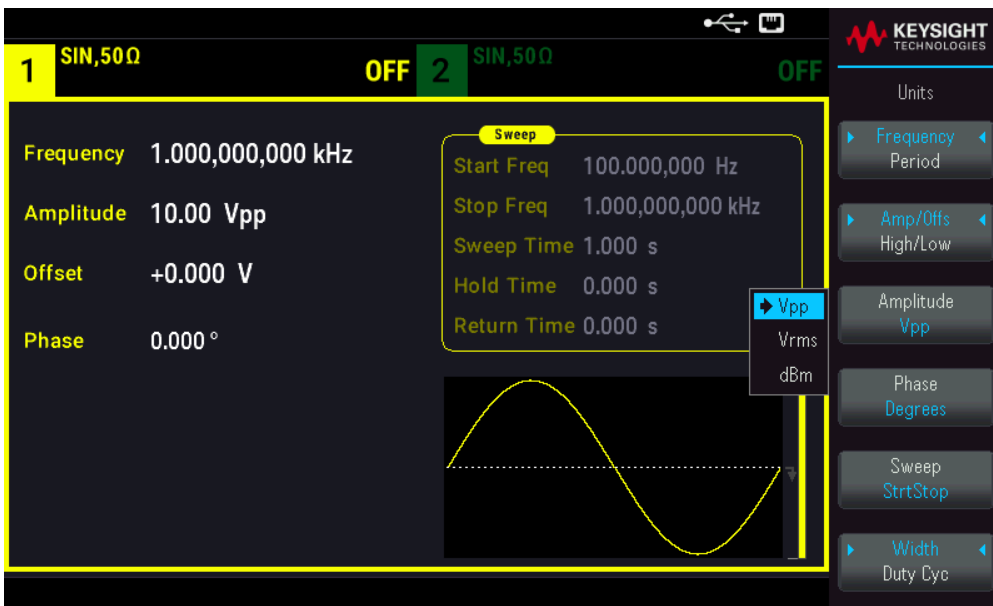 KEYSIGHT
TECHNOLOGIES
1 SIN,50Ω OFF 2 SIN,50Ω OFF
Units
Frequency 1.000,000,000 kHz
Amplitude 10.00 Vpp
Offset +0.000 V
Phase 0.000 °
Sweep
Start Freq 100.000,000 Hz
Stop Freq 1.000,000,000 kHz
Sweep Time 1.000 s
Hold Time 0.000 s
Return Time 0.000 s
Vpp
Vrms
dBm
Frequency
Period
Amp/Offs
High/Low
Amplitude
Vpp
Phase
Degrees
Sweep
StrtStop
Width
Duty Cyc